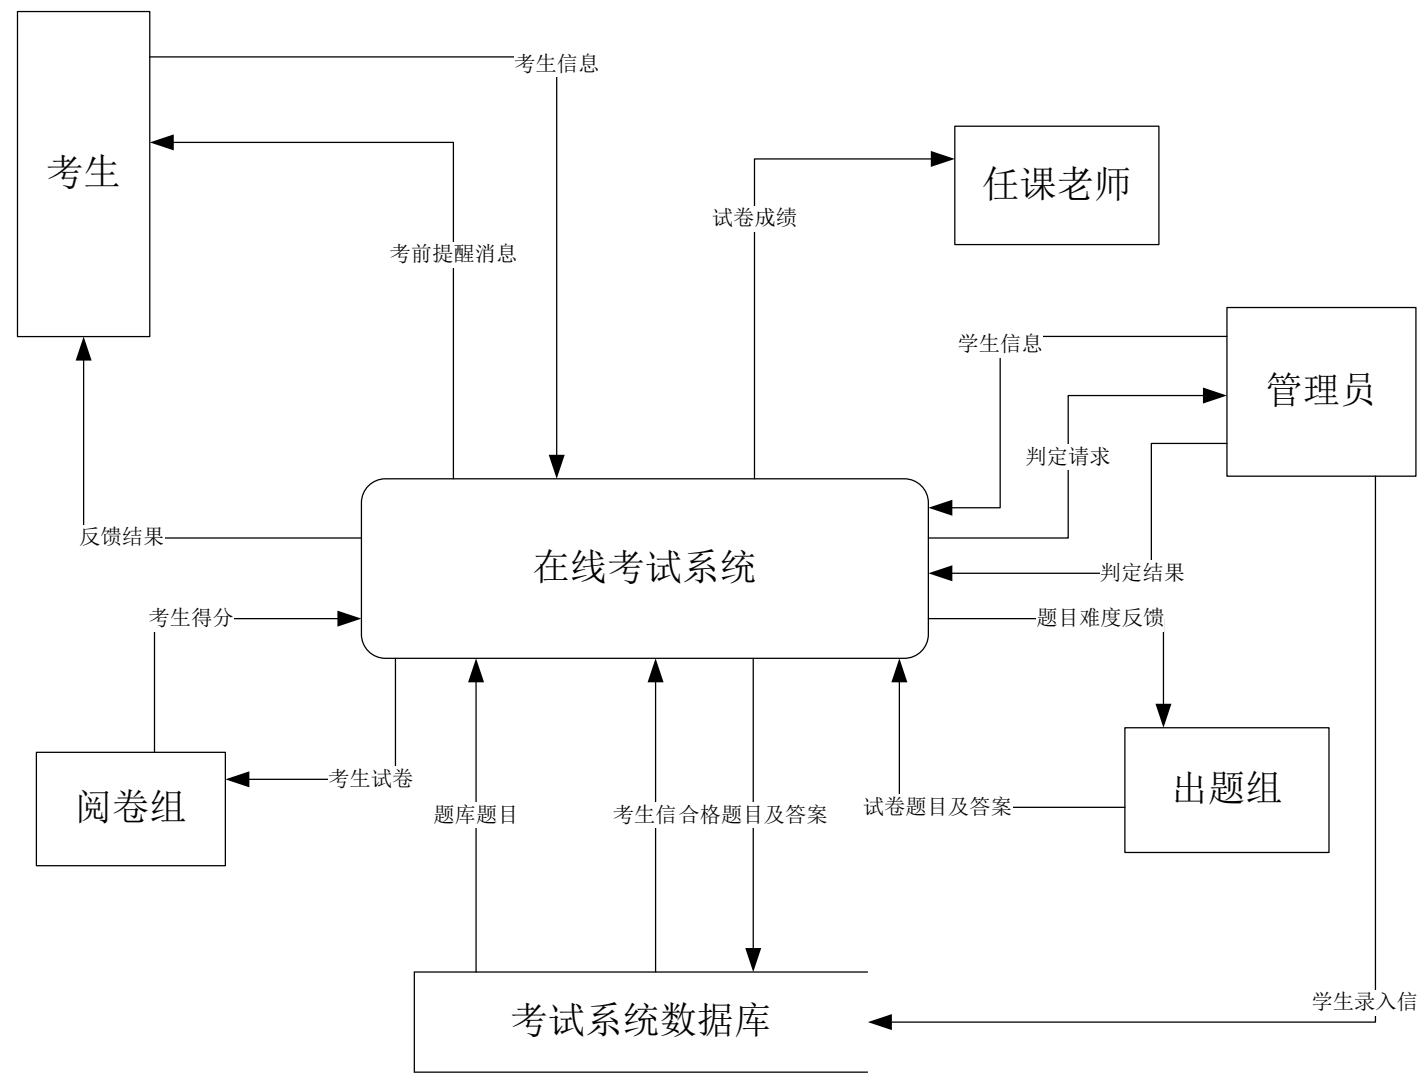 考生信息
考生
任课老师
试卷成绩
考前提醒消息
学生信息
管理员
判定请求
反馈结果
在线考试系统
判定结果
考生得分
题目难度反馈
考生试卷
阅卷组
题库题目
考生信
合格题目及答案
试卷题目及答案
出题组
学生录入信
考试系统数据库